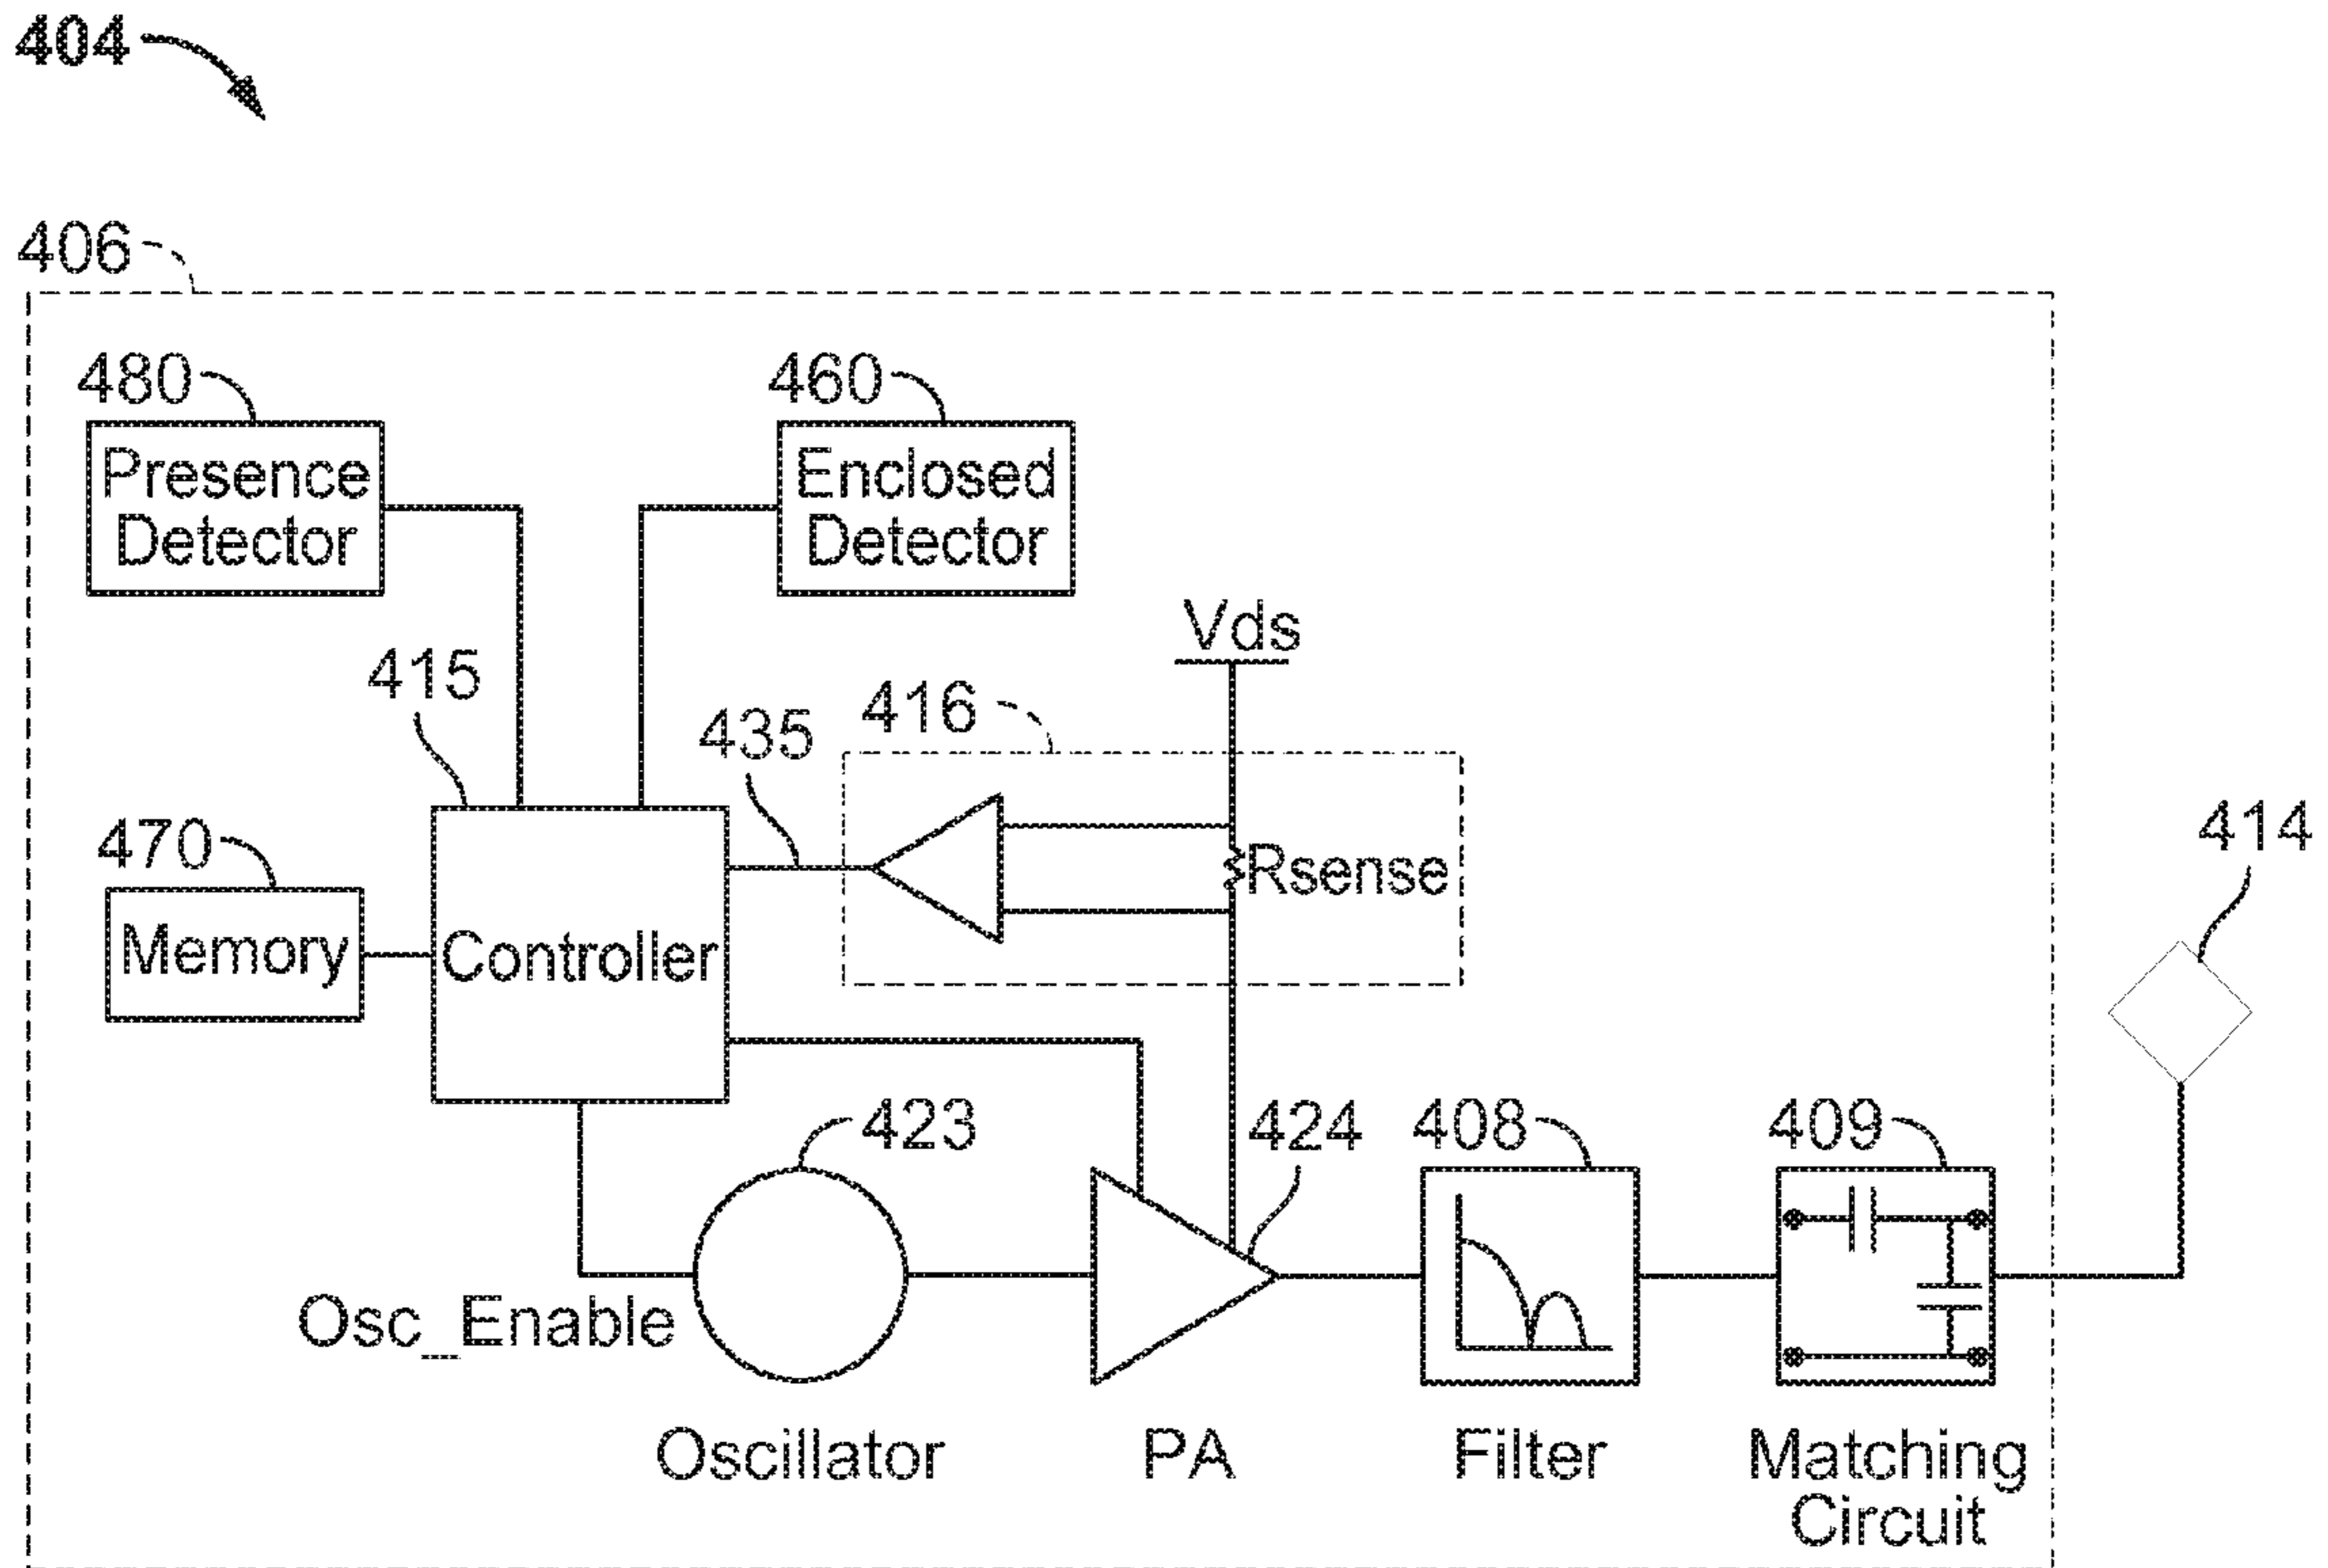 404
406
480
460
Presence
Detector
Enclosed
Detector
Vds
415
416
435
470
414
Rsense
Memory
Controller
423
424
408
409
Osc_Enable
Oscillator
PA
Filter
Matching
Circuit